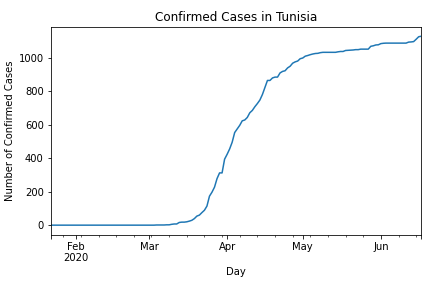 Confirmed Cases in Tunisia
Number of Confirmed Cases
1000
800
600
400
200
0
Feb Mar Apr May Jun
2020
Day